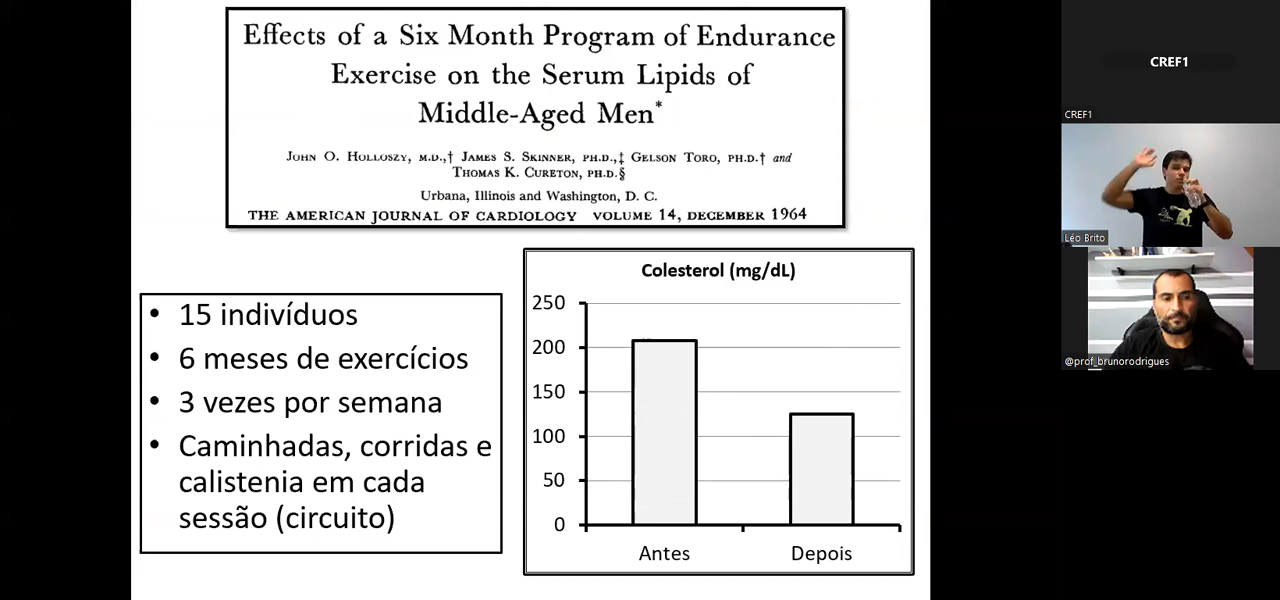 Effects of a Six Month Program of Endurance
Exercise on the Serum Lipids of
Middle-Aged Men*
JOHN O. HOLLOSZY, M.D.,† JAMES S. SKINNER, PH.D.,‡ GELSON TORO, PH.D.† and
THOMAS K. CURETON, PH.D.§
Urbana, Illinois and Washington, D. C.
THE AMERICAN JOURNAL OF CARDIOLOGY VOLUME 14, DECEMBER 1964
• 15 indivíduos
• 6 meses de exercícios
• 3 vezes por semana
• Caminhadas, corridas e
calistenia em cada
sessão (circuito)
Colesterol (mg/dL)
250
200
150
100
50
0
Antes Depois
CREF1
CREF1
Léo Brito
@prof_brunorodrigues